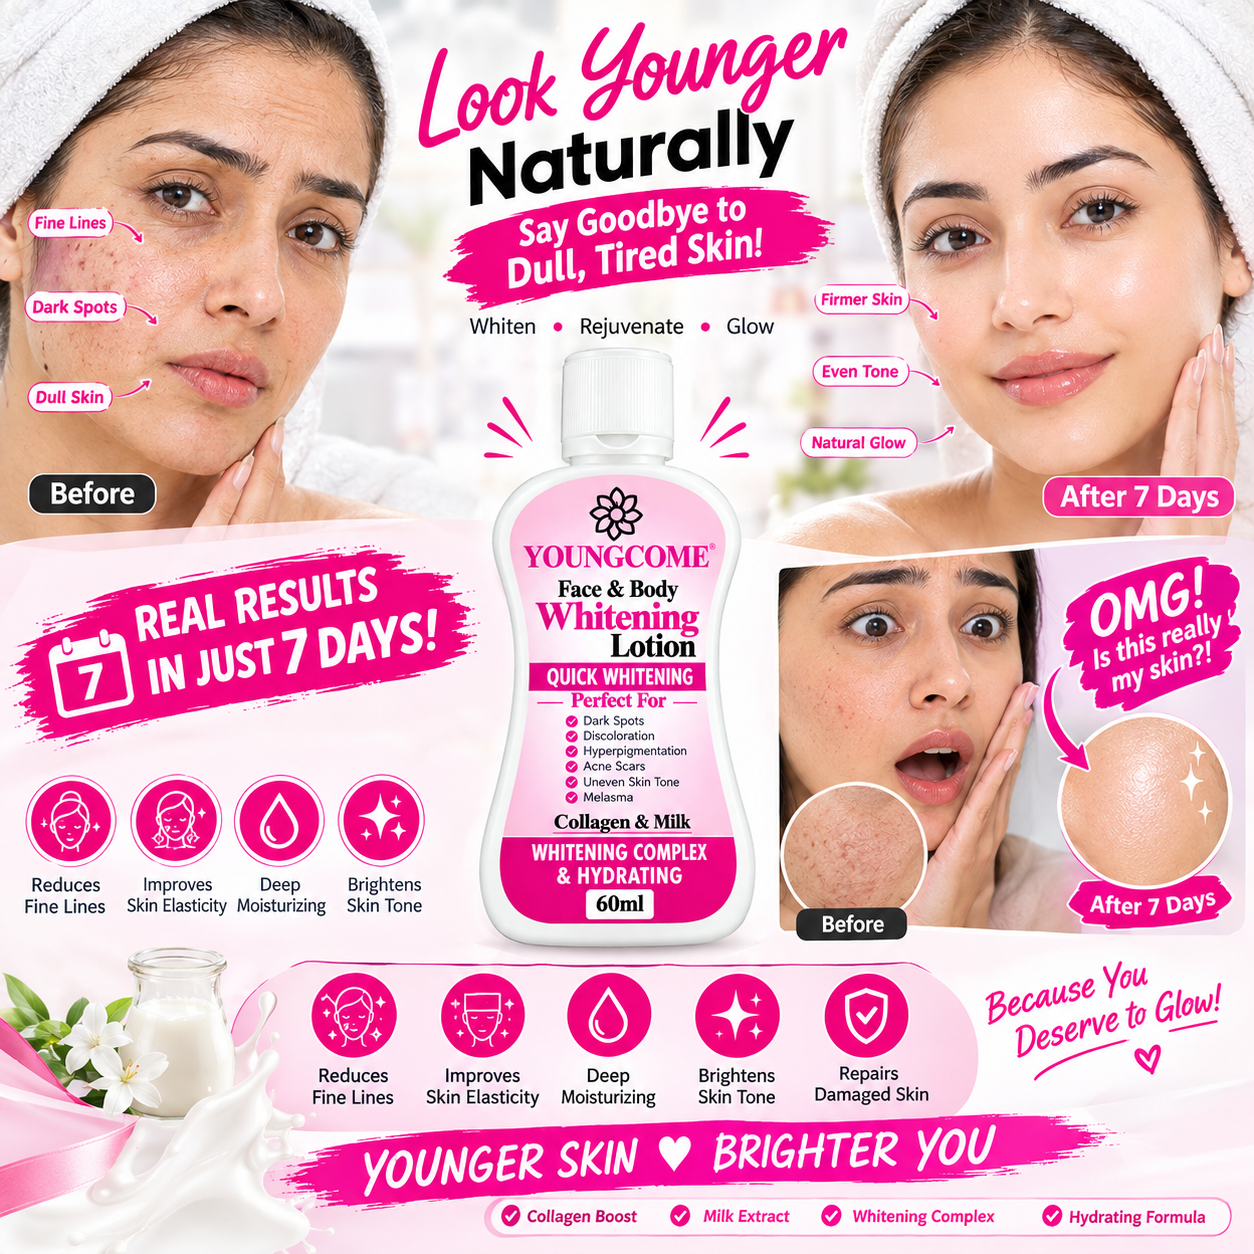 Look Younger
Naturally
Say Goodbye to
Dull, Tired Skin!
Whiten • Rejuvenate • Glow
Fine Lines
Dark Spots
Dull Skin
Before
Firmer Skin
Even Tone
Natural Glow
After 7 Days
REAL RESULTS
IN JUST 7 DAYS!
7
YOUNGCOME®
Face & Body
Whitening
Lotion
QUICK WHITENING
Perfect For
Dark Spots
Discoloration
Hyperpigmentation
Acne Scars
Uneven Skin Tone
Melasma
Collagen & Milk
WHITENING COMPLEX
& HYDRATING
60ml
OMG!
Is this really
my skin?!
Before
After 7 Days
Reduces
Fine Lines
Improves
Skin Elasticity
Deep
Moisturizing
Brightens
Skin Tone
Reduces
Fine Lines
Improves
Skin Elasticity
Deep
Moisturizing
Brightens
Skin Tone
Repairs
Damaged Skin
Because You
Deserve to Glow!
YOUNGER SKIN ♥ BRIGHTER YOU
Collagen Boost
Milk Extract
Whitening Complex
Hydrating Formula